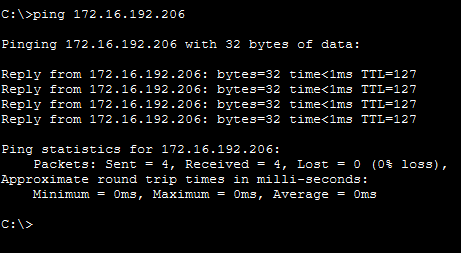 C:\>ping 172.16.192.206
Pinging 172.16.192.206 with 32 bytes of data:
Reply from 172.16.192.206: bytes=32 time<1ms TTL=127
Reply from 172.16.192.206: bytes=32 time<1ms TTL=127
Reply from 172.16.192.206: bytes=32 time<1ms TTL=127
Reply from 172.16.192.206: bytes=32 time<1ms TTL=127
Ping statistics for 172.16.192.206:
    Packets: Sent = 4, Received = 4, Lost = 0 (0% loss),
Approximate round trip times in milli-seconds:
    Minimum = 0ms, Maximum = 0ms, Average = 0ms
C:\>